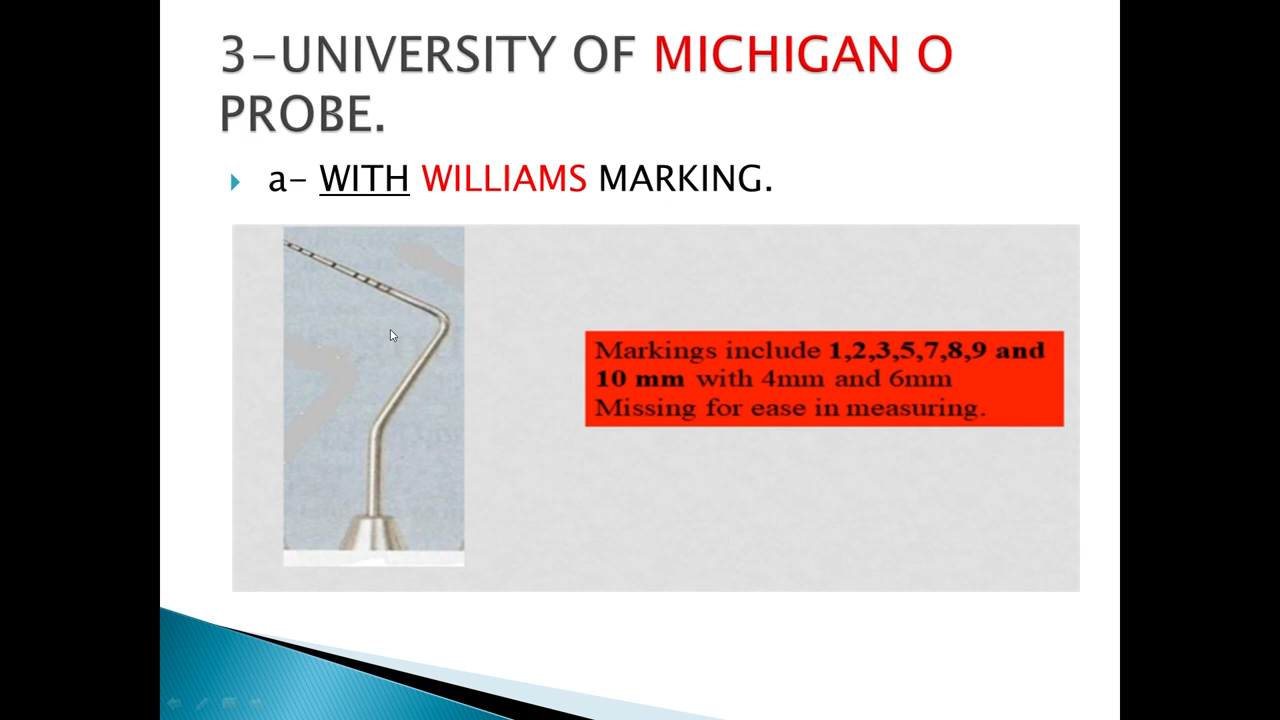 3-UNIVERSITY OF MICHIGAN O
PROBE.
a- WITH WILLIAMS MARKING.
Markings include 1,2,3,5,7,8,9 and
10 mm with 4mm and 6mm
Missing for ease in measuring.